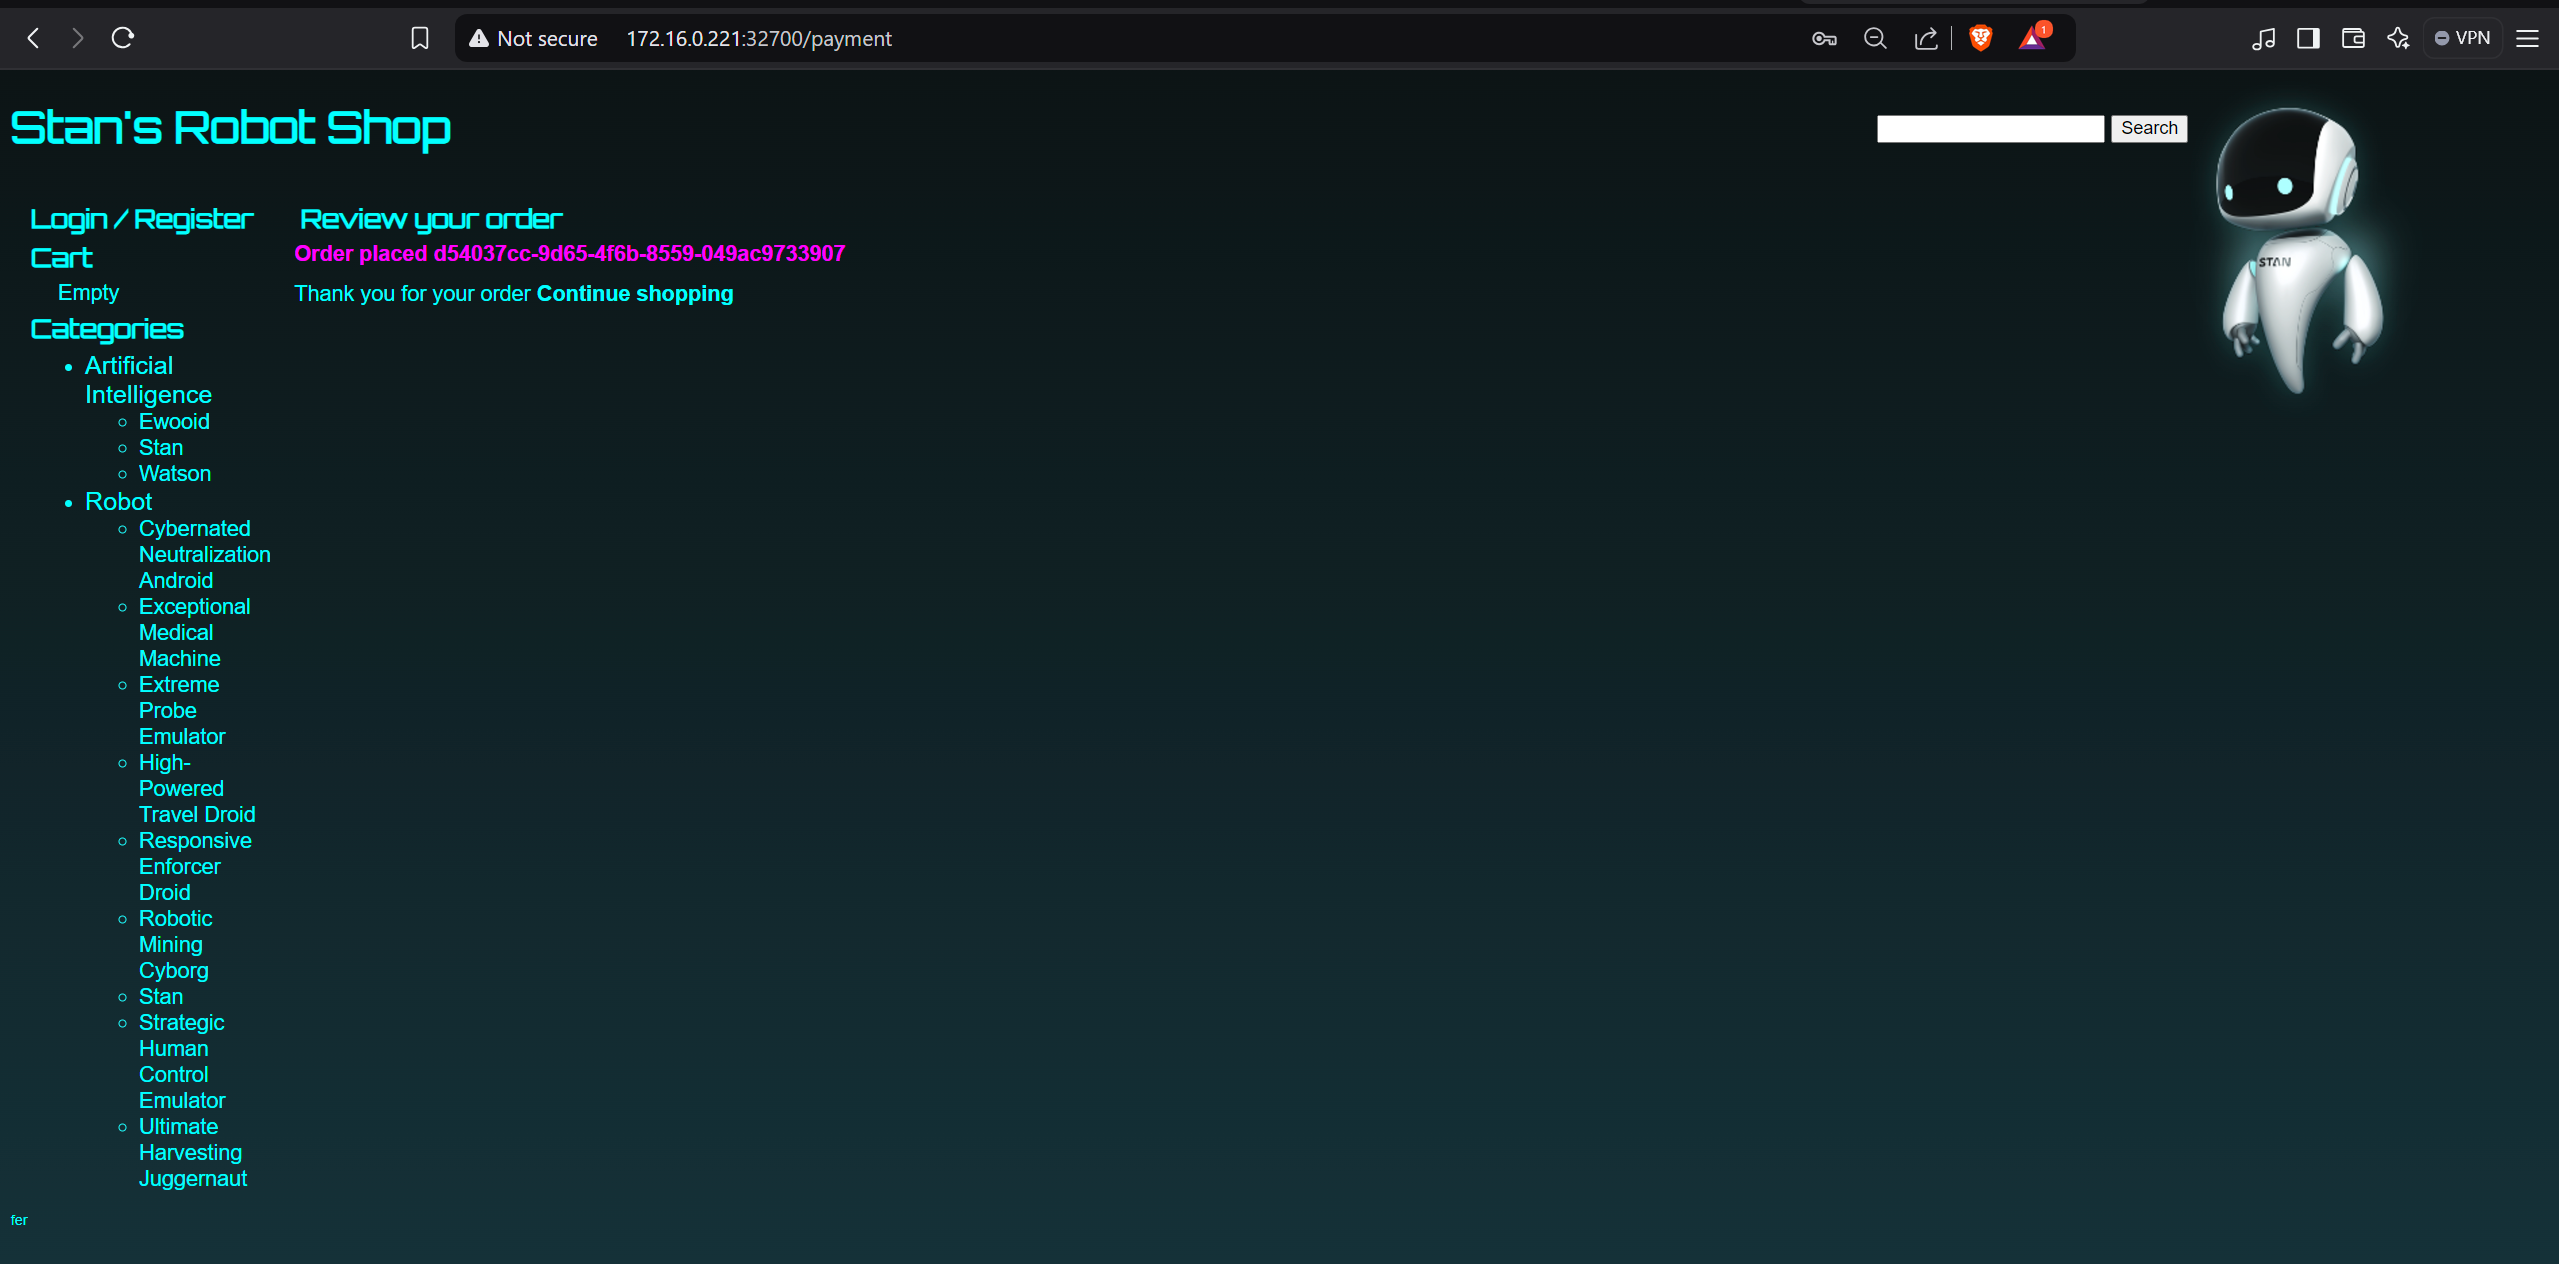 Not secure 172.16.0.221:32700/payment
1
VPN
Stan's Robot Shop
Search
STAN
Login / Register
Cart
Empty
Categories
Artificial
Intelligence
Ewooid
Stan
Watson
Robot
Cybernated
Neutralization
Android
Exceptional
Medical
Machine
Extreme
Probe
Emulator
High-
Powered
Travel Droid
Responsive
Enforcer
Droid
Robotic
Mining
Cyborg
Stan
Strategic
Human
Control
Emulator
Ultimate
Harvesting
Juggernaut
Review your order
Order placed d54037cc-9d65-4f6b-8559-049ac9733907
Thank you for your order Continue shopping
fer